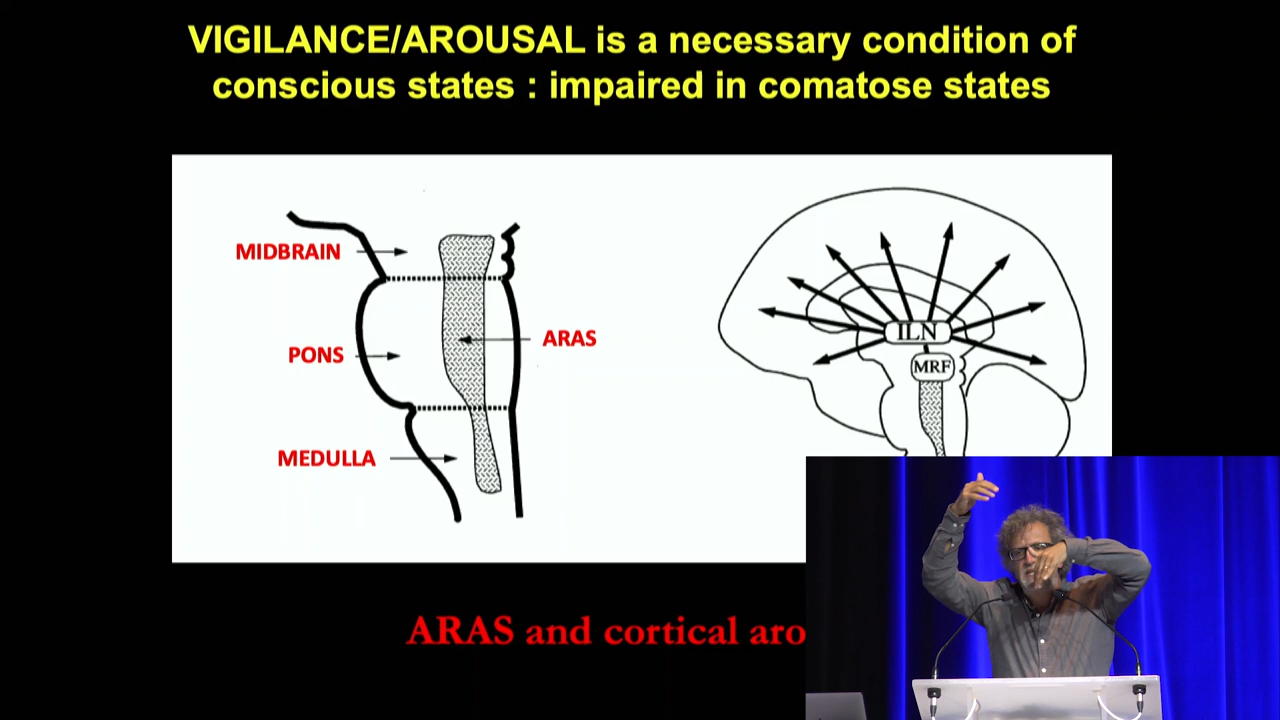 VIGILANCE/AROUSAL is a necessary condition of
conscious states : impaired in comatose states
MIDBRAIN
PONS
ARAS
MEDULLA
ILN
MRF
ARAS and cortical aro